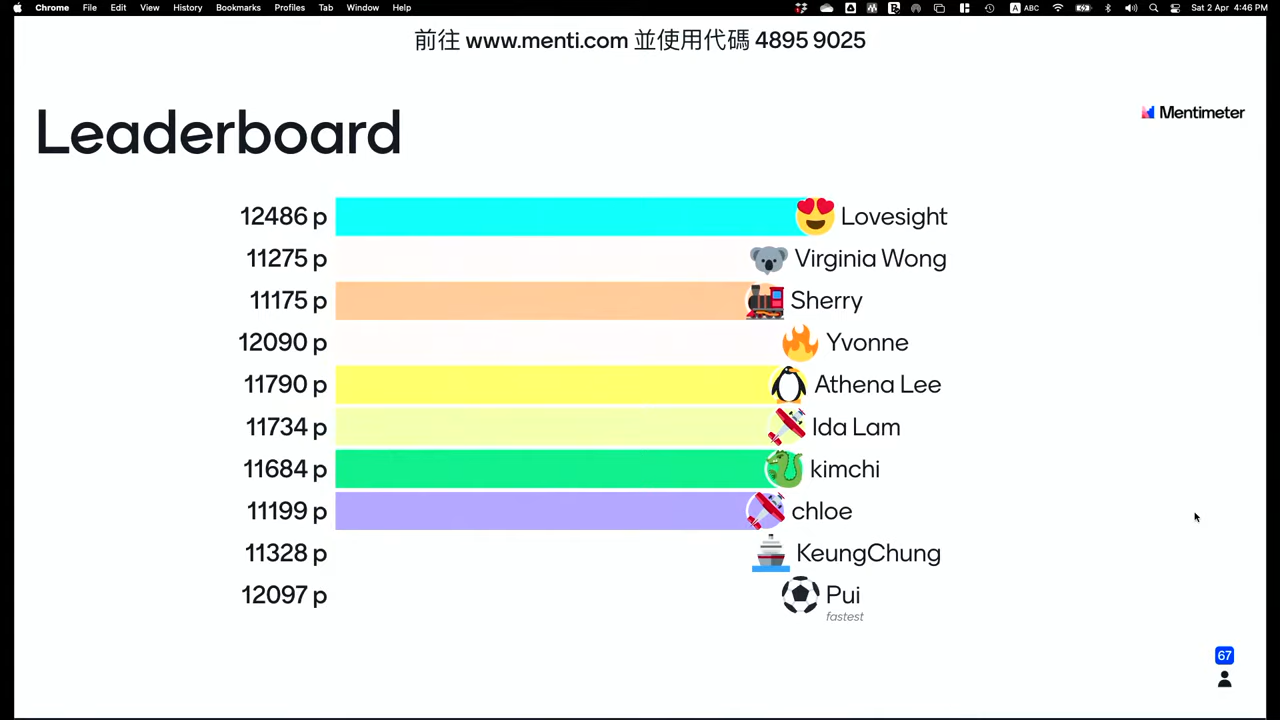 Chrome File Edit View History Bookmarks Profiles Tab Window Help A ABC Sat 2 Apr 4:46 PM
前往 www.menti.com 並使用代碼 4895 9025
Leaderboard
Mentimeter
12486 p Lovesight
11275 p Virginia Wong
11175 p Sherry
12090 p Yvonne
11790 p Athena Lee
11734 p Ida Lam
11684 p kimchi
11199 p chloe
11328 p KeungChung
12097 p Pui
fastest
67